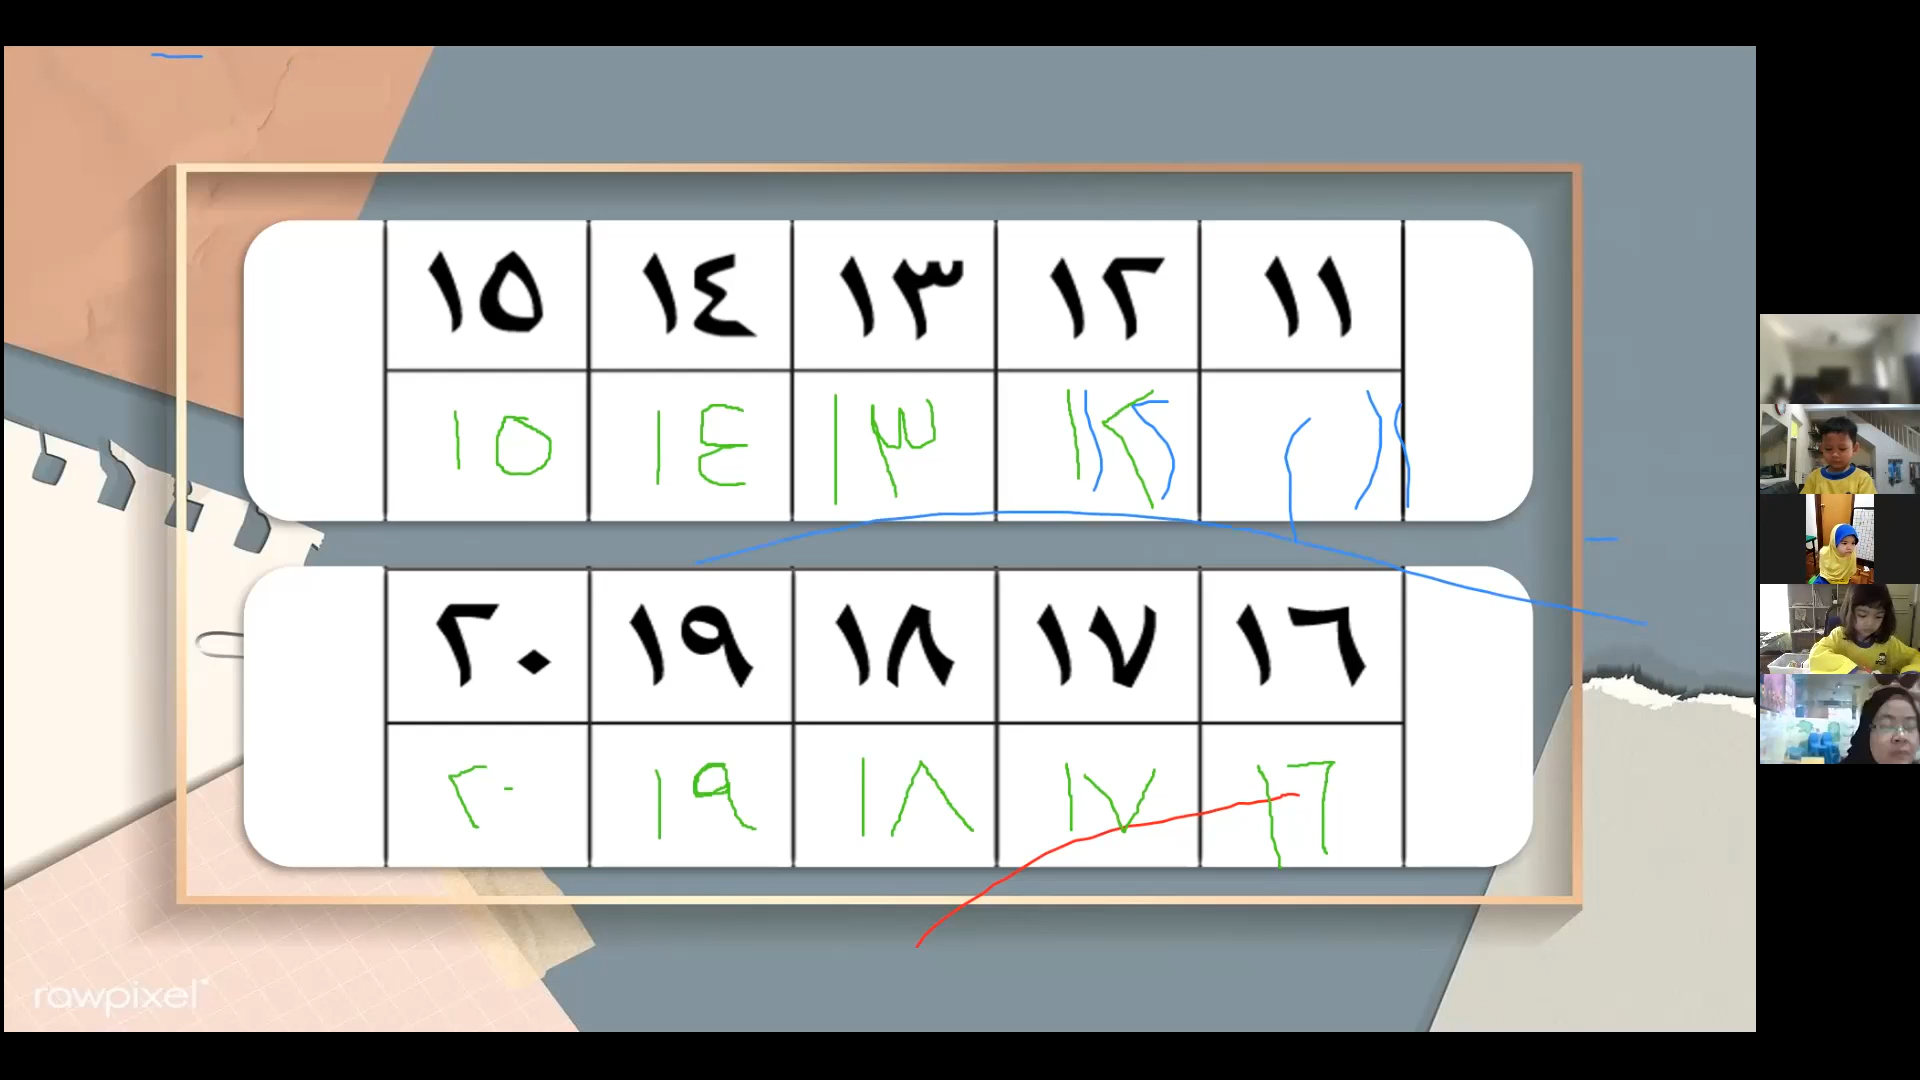 ١١ ١٢ ١٣ ١٤ ١٥
١٢ ١٣ ١٤ ١٥
١٦ ١٧ ١٨ ١٩ ٢٠
١٦ ١٧ ١٨ ١٩ ٢٠
rawpixel